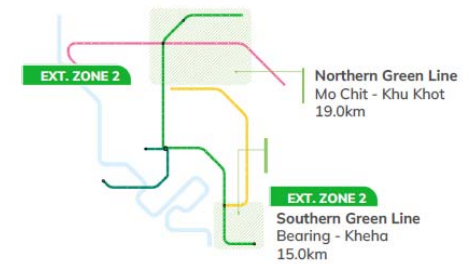 EXT. ZONE 2
Northern Green Line
Mo Chit - Khu Khot
19.0km
EXT. ZONE 2
Southern Green Line
Bearing - Kheha
15.0km